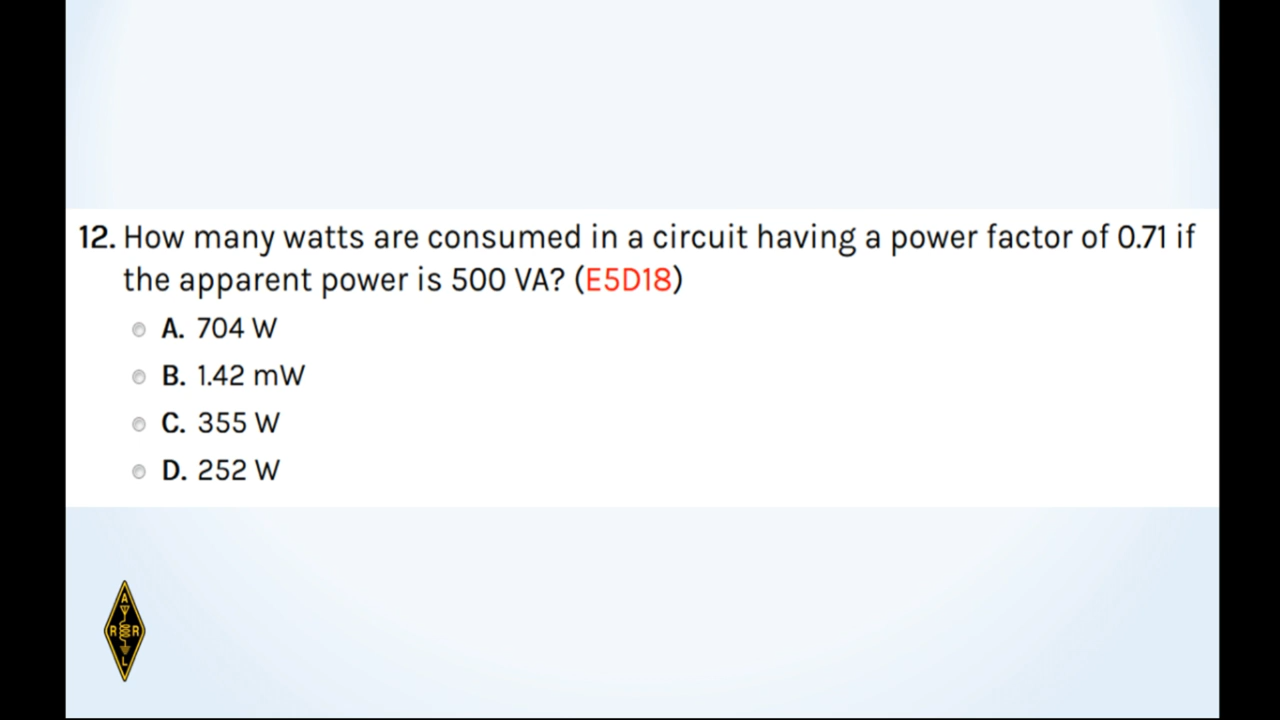 12. How many watts are consumed in a circuit having a power factor of 0.71 if
the apparent power is 500 VA? (E5D18)
A. 704 W
B. 1.42 mW
C. 355 W
D. 252 W
A
R R
L